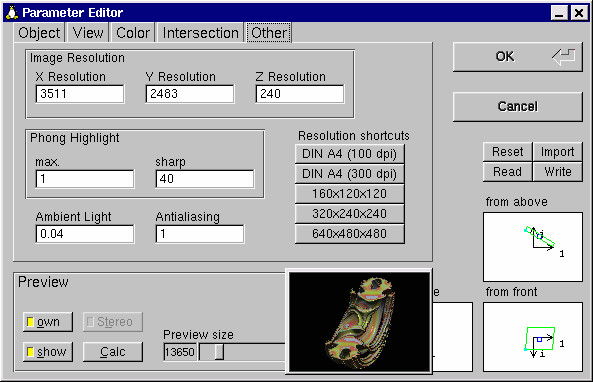 Parameter Editor
Object View Color Intersection Other
Image Resolution
X Resolution Y Resolution Z Resolution
3511 2483 240
OK
Cancel
Phong Highlight
max. sharp
1 40
Ambient Light Antialiasing
0.04 1
Resolution shortcuts
DIN A4 (100 dpi)
DIN A4 (300 dpi)
160x120x120
320x240x240
640x480x480
Reset Import
Read Write
from above
1
Preview
own Stereo
show Calc
Preview size
13650
e
from front
1
i